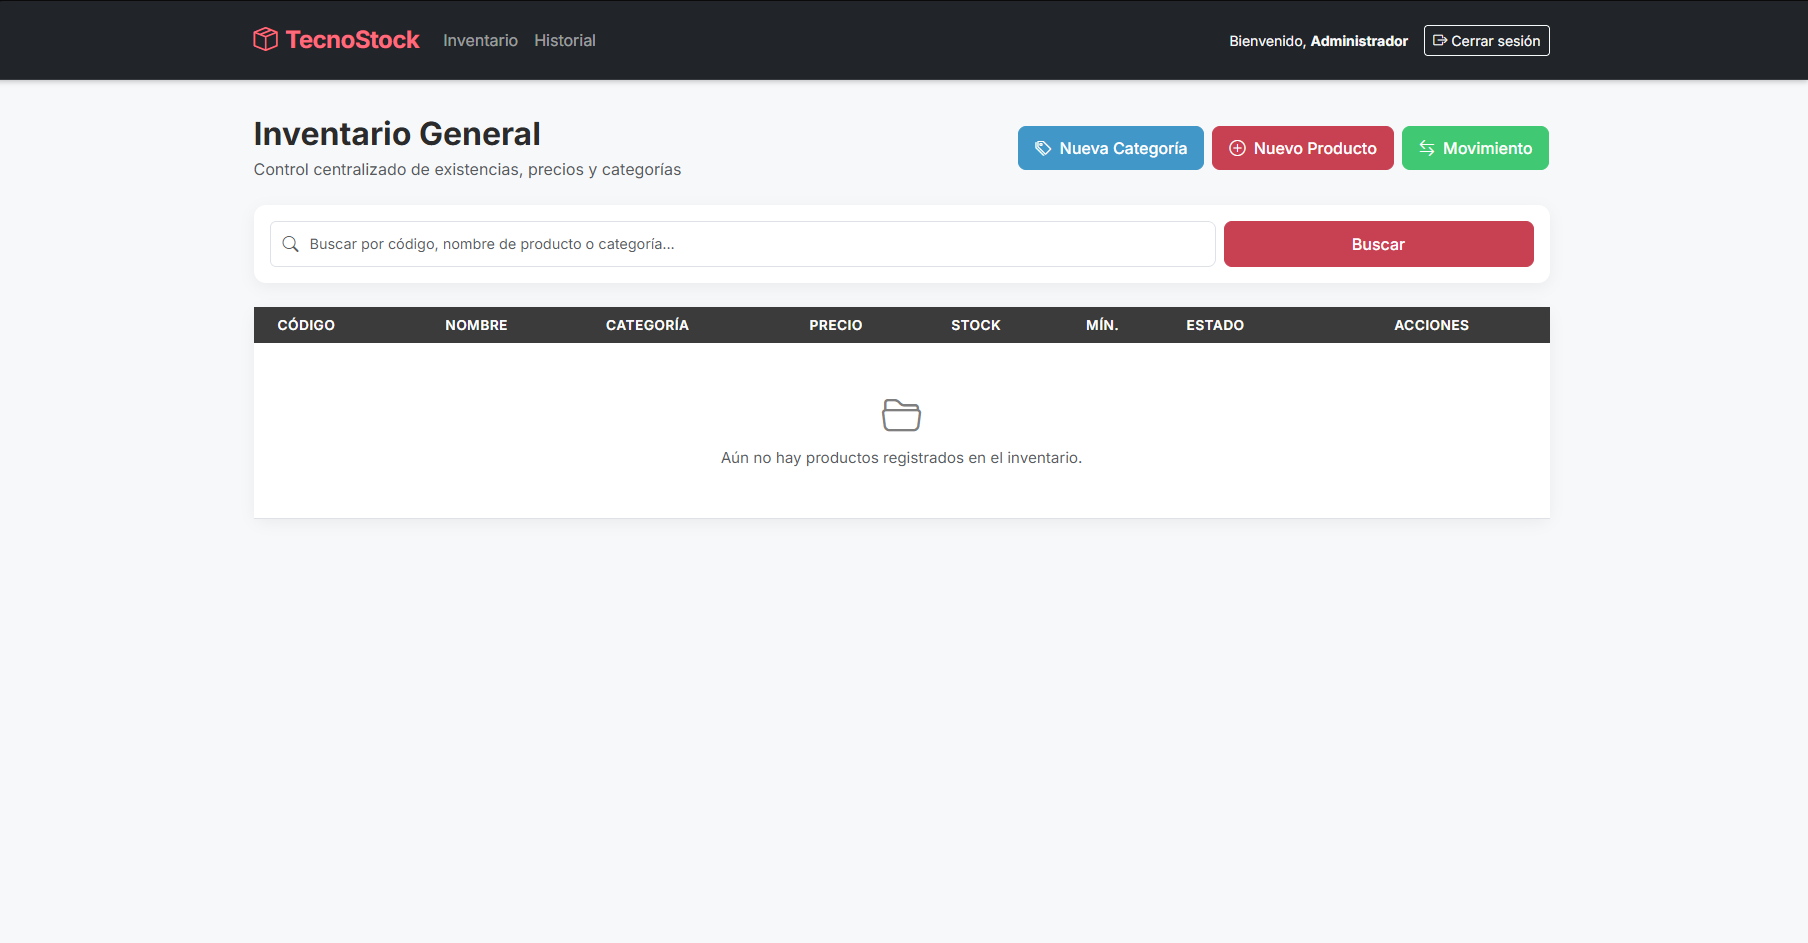 TecnoStock Inventario Historial Bienvenido, Administrador Cerrar sesión
Inventario General
Control centralizado de existencias, precios y categorías
Nueva Categoría Nuevo Producto Movimiento
Buscar por código, nombre de producto o categoría... Buscar
CÓDIGO NOMBRE CATEGORÍA PRECIO STOCK MÍN. ESTADO ACCIONES
Aún no hay productos registrados en el inventario.